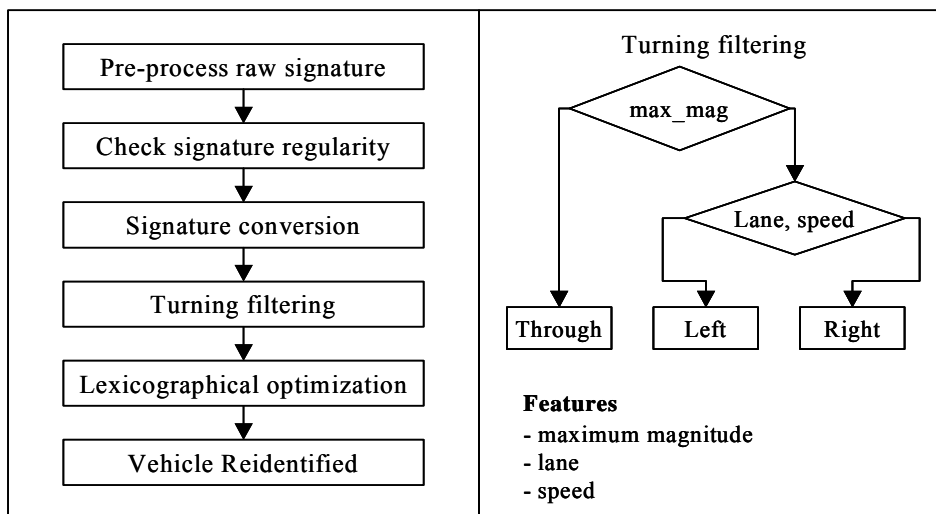 Pre-process raw signature
Check signature regularity
Signature conversion
Turning filtering
Lexicographical optimization
Vehicle Reidentified
Turning filtering
max_mag
Lane, speed
Through
Left
Right
Features
- maximum magnitude
- lane
- speed